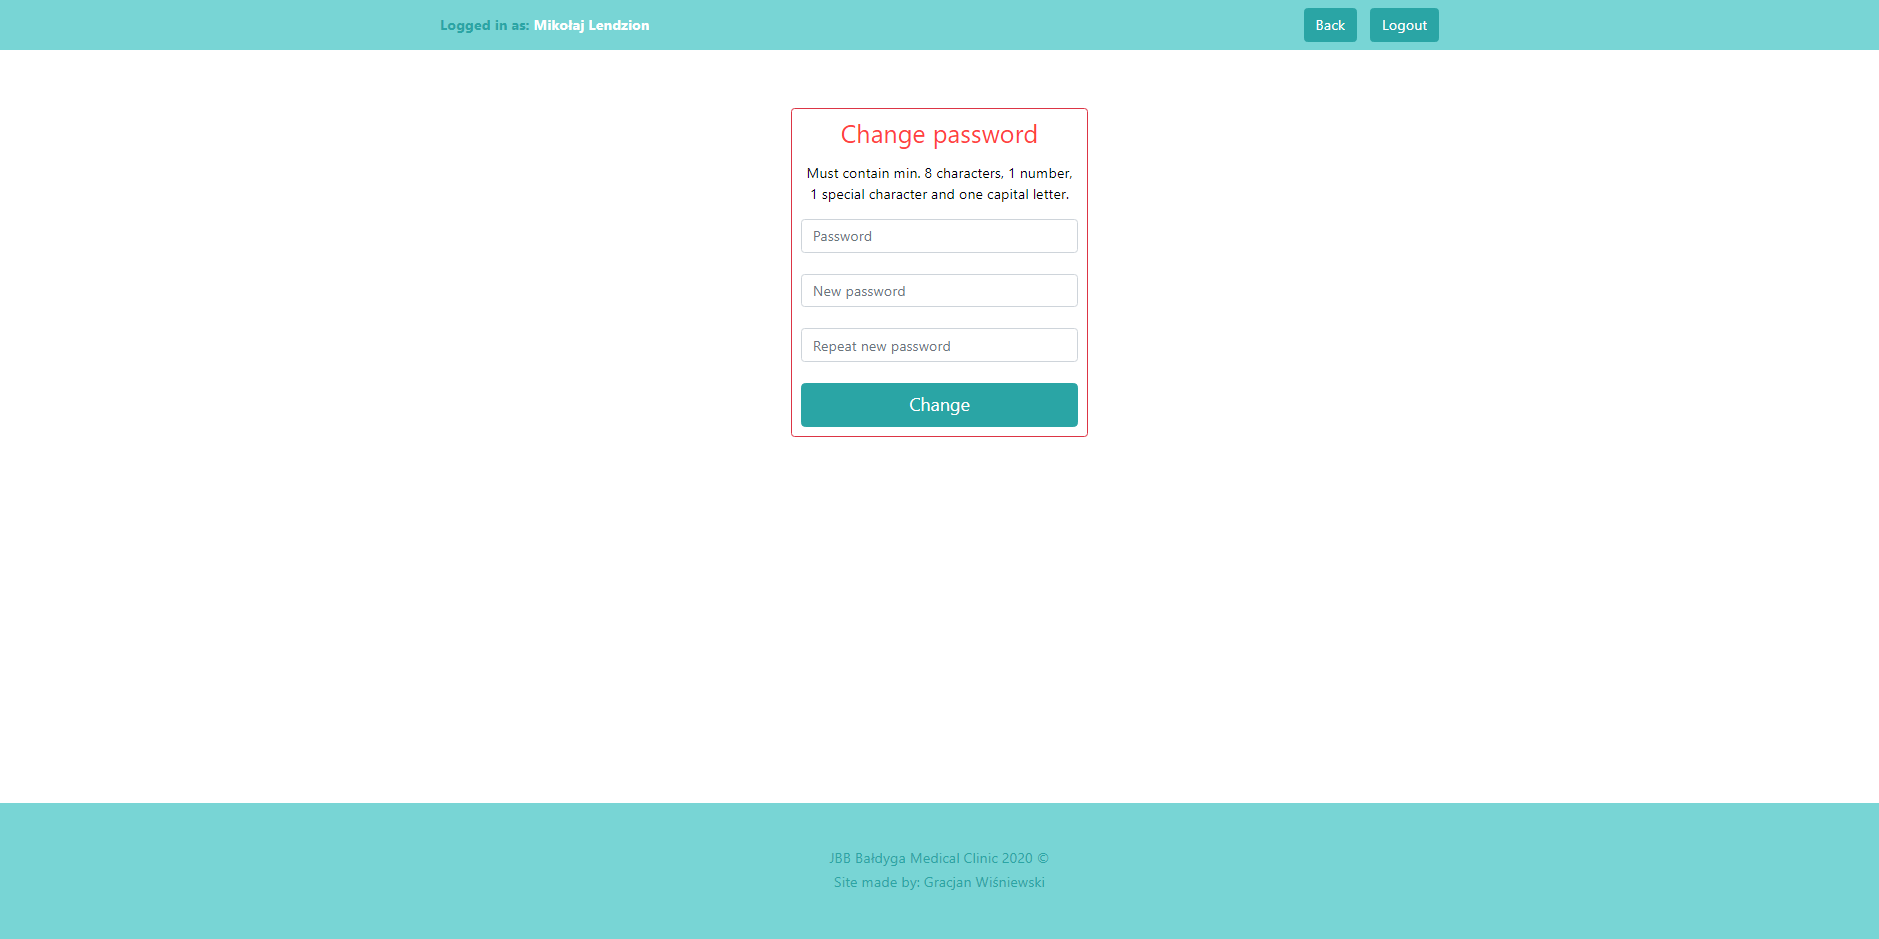 Logged in as: Mikołaj Lendzion
Back
Logout
Change password
Must contain min. 8 characters, 1 number,
1 special character and one capital letter.
Password
New password
Repeat new password
Change
JBB Bałdyga Medical Clinic 2020 ©
Site made by: Gracjan Wiśniewski